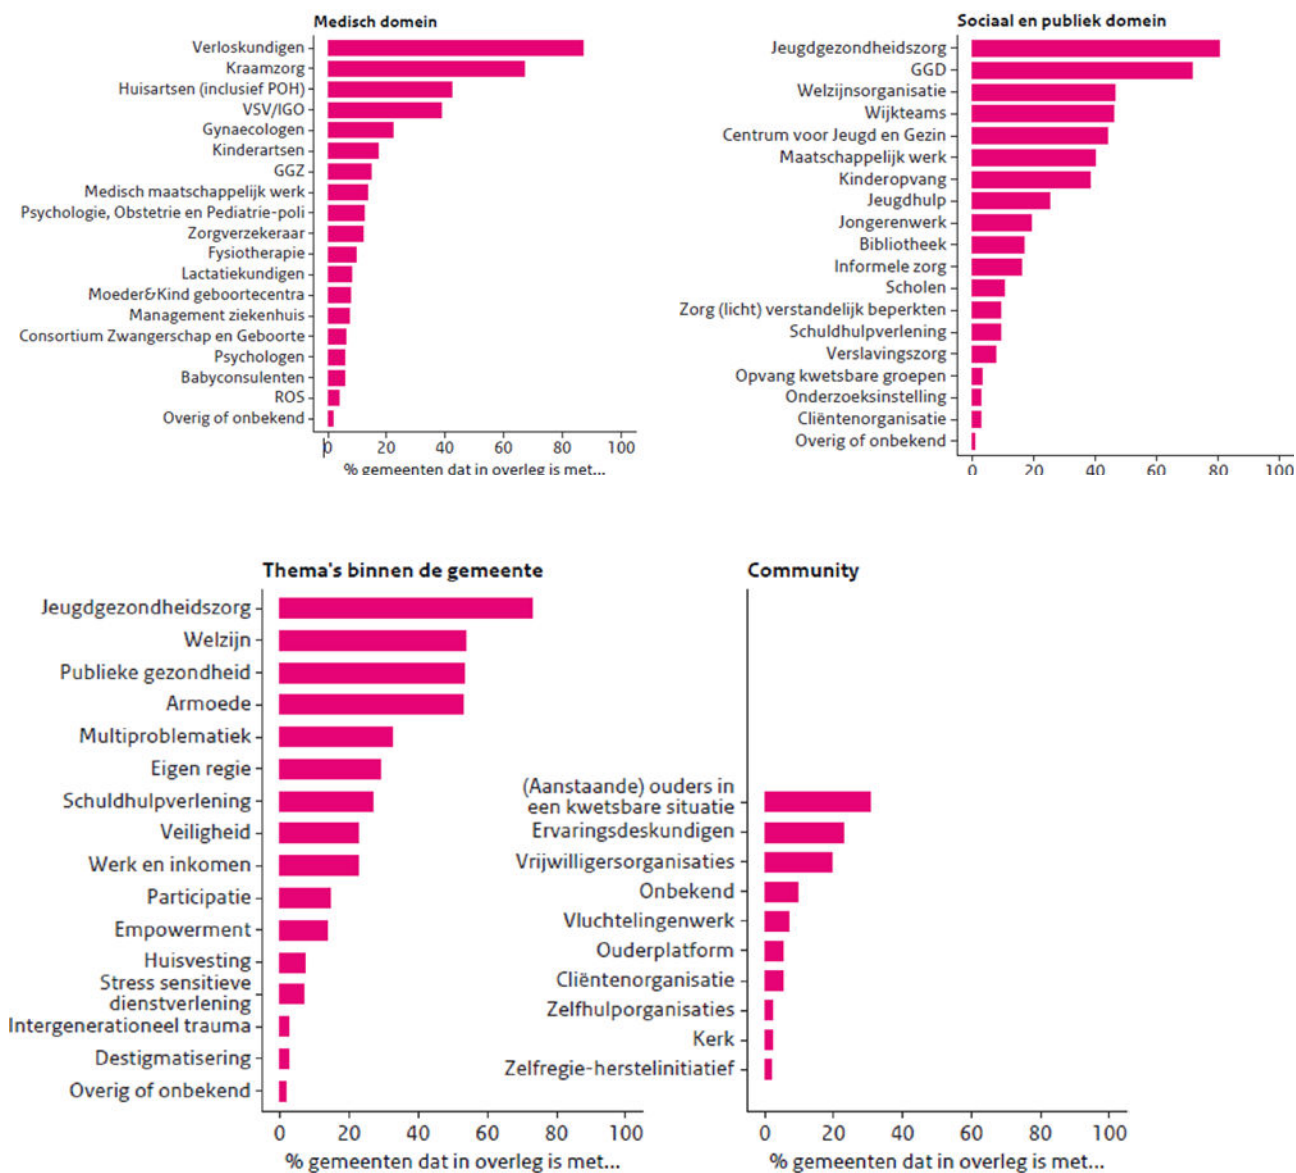 Medisch domein
Verloskundigen
Kraamzorg
Huisartsen (inclusief POH)
VSV/IGO
Gynaecologen
Kinderartsen
GGZ
Medisch maatschappelijk werk
Psychologie, Obstetrie en Pediatrie-poli
Zorgverzekeraar
Fysiotherapie
Lactatiekundigen
Moeder&Kind geboortecentra
Management ziekenhuis
Consortium Zwangerschap en Geboorte
Psychologen
Babyconsulenten
ROS
Overig of onbekend
0 20 40 60 80 100
% gemeenten dat in overleg is met...
Sociaal en publiek domein
Jeugdgezondheidszorg
GGD
Welzijnsorganisatie
Wijkteams
Centrum voor Jeugd en Gezin
Maatschappelijk werk
Kinderopvang
Jeugdhulp
Jongerenwerk
Bibliotheek
Informele zorg
Scholen
Zorg (licht) verstandelijk beperkten
Schuldhulpverlening
Verslavingszorg
Opvang kwetsbare groepen
Onderzoeksinstelling
Cliëntenorganisatie
Overig of onbekend
0 20 40 60 80 100
Thema's binnen de gemeente
Jeugdgezondheidszorg
Welzijn
Publieke gezondheid
Armoede
Multiproblematiek
Eigen regie
Schuldhulpverlening
Veiligheid
Werk en inkomen
Participatie
Empowerment
Huisvesting
Stress sensitieve
dienstverlening
Intergenerationeel trauma
Destigmatisering
Overig of onbekend
0 20 40 60 80 100
% gemeenten dat in overleg is met...
Community
(Aanstaande) ouders in
een kwetsbare situatie
Ervaringsdeskundigen
Vrijwilligersorganisaties
Onbekend
Vluchtelingenwerk
Ouderplatform
Cliëntenorganisatie
Zelfhulporganisaties
Kerk
Zelfregie-herstelinitiatief
0 20 40 60 80 100
% gemeenten dat in overleg is met...